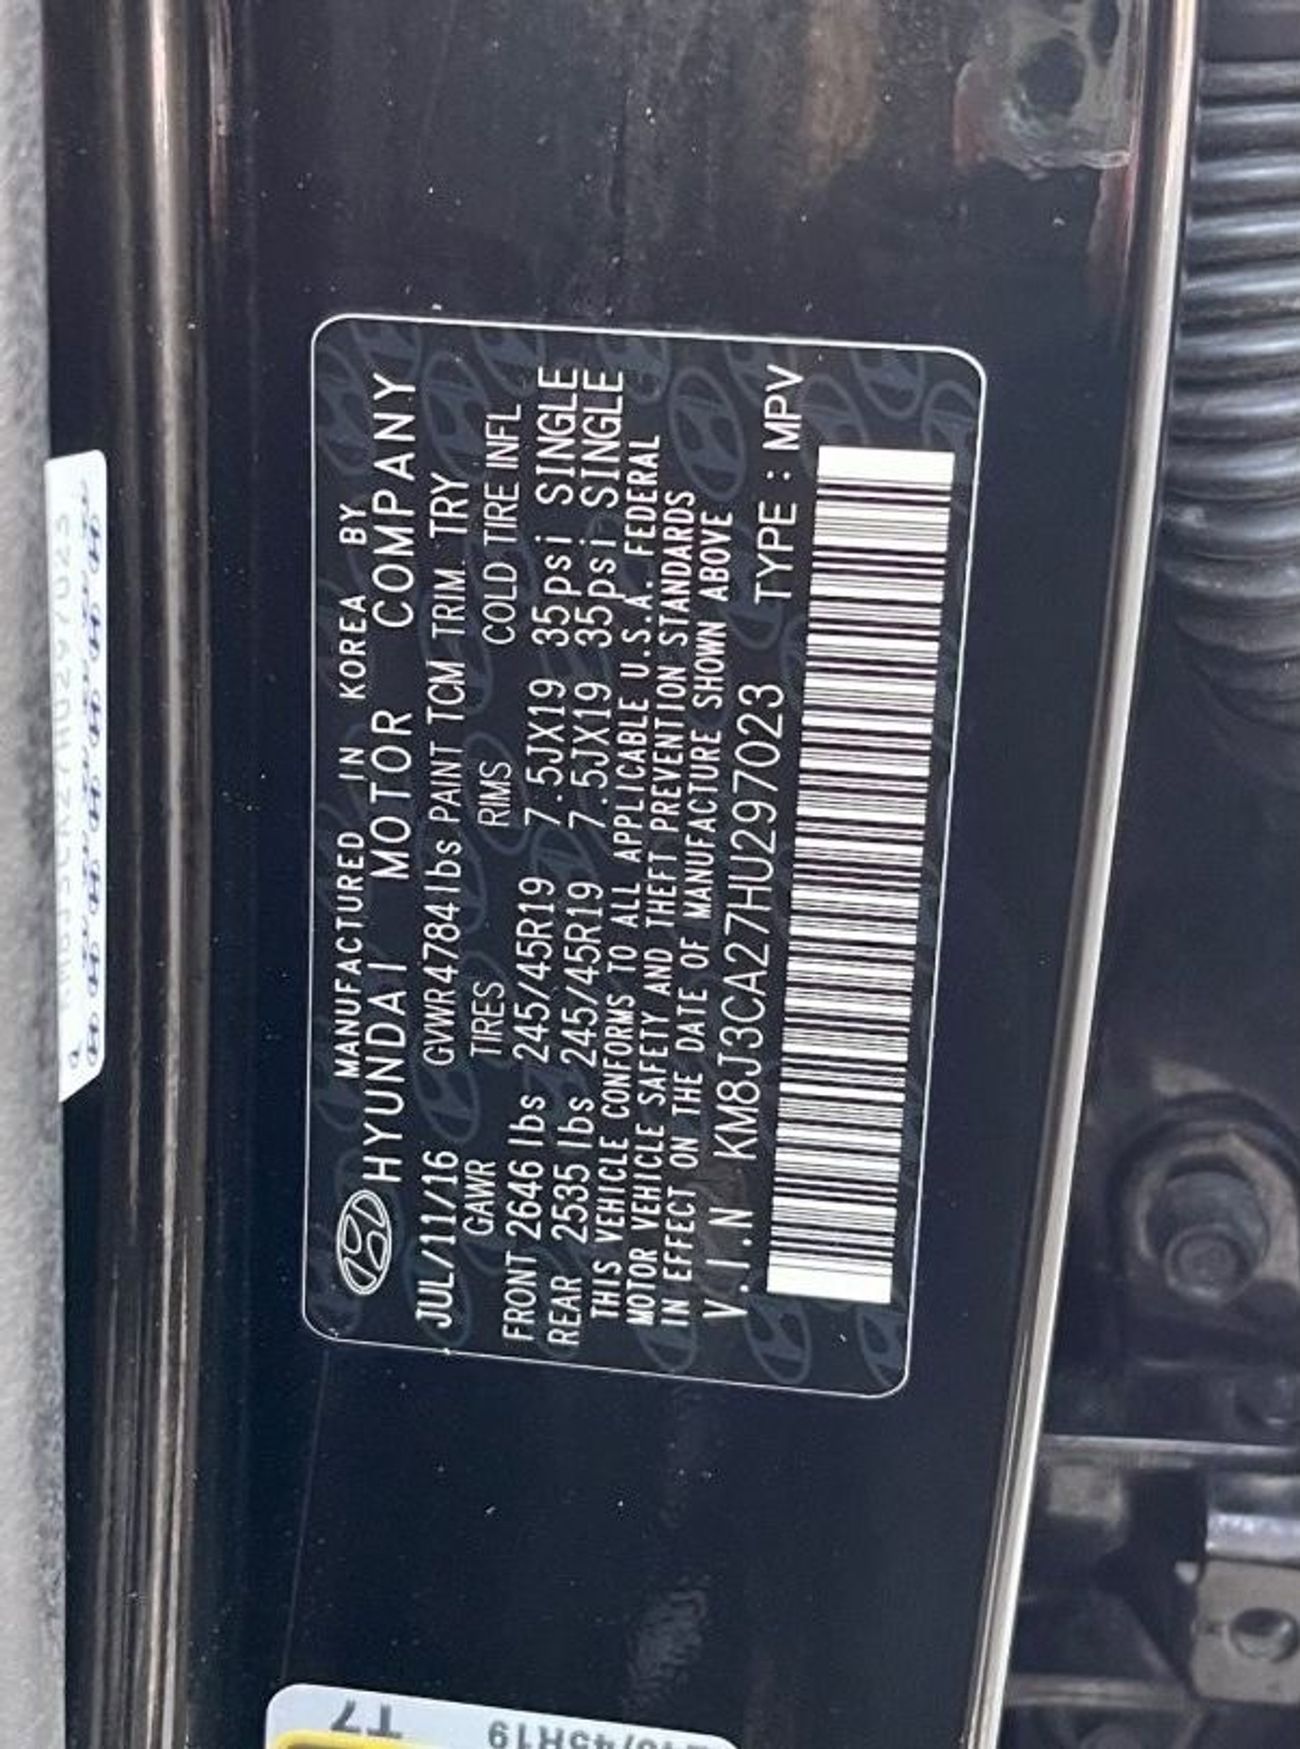 MANUFACTURED IN KOREA BY
HYUNDAI MOTOR COMPANY
JUL/11/16 GVWR 4784 lbs PAINT TCM TRIM. TRY
GAWR TIRES RIMS COLD TIRE INFL
FRONT 2646 lbs 245/45R19 7.5JX19 35psi SINGLE
REAR 2535 lbs 245/45R19 7.5JX19 35psi SINGLE
THIS VEHICLE CONFORMS TO ALL APPLICABLE U.S.A. FEDERAL
MOTOR VEHICLE SAFETY AND THEFT PREVENTION STANDARDS
IN EFFECT ON THE DATE OF MANUFACTURE SHOWN ABOVE
V.I.N KM8J3CA27HU297023 TYPE : MPV
T7